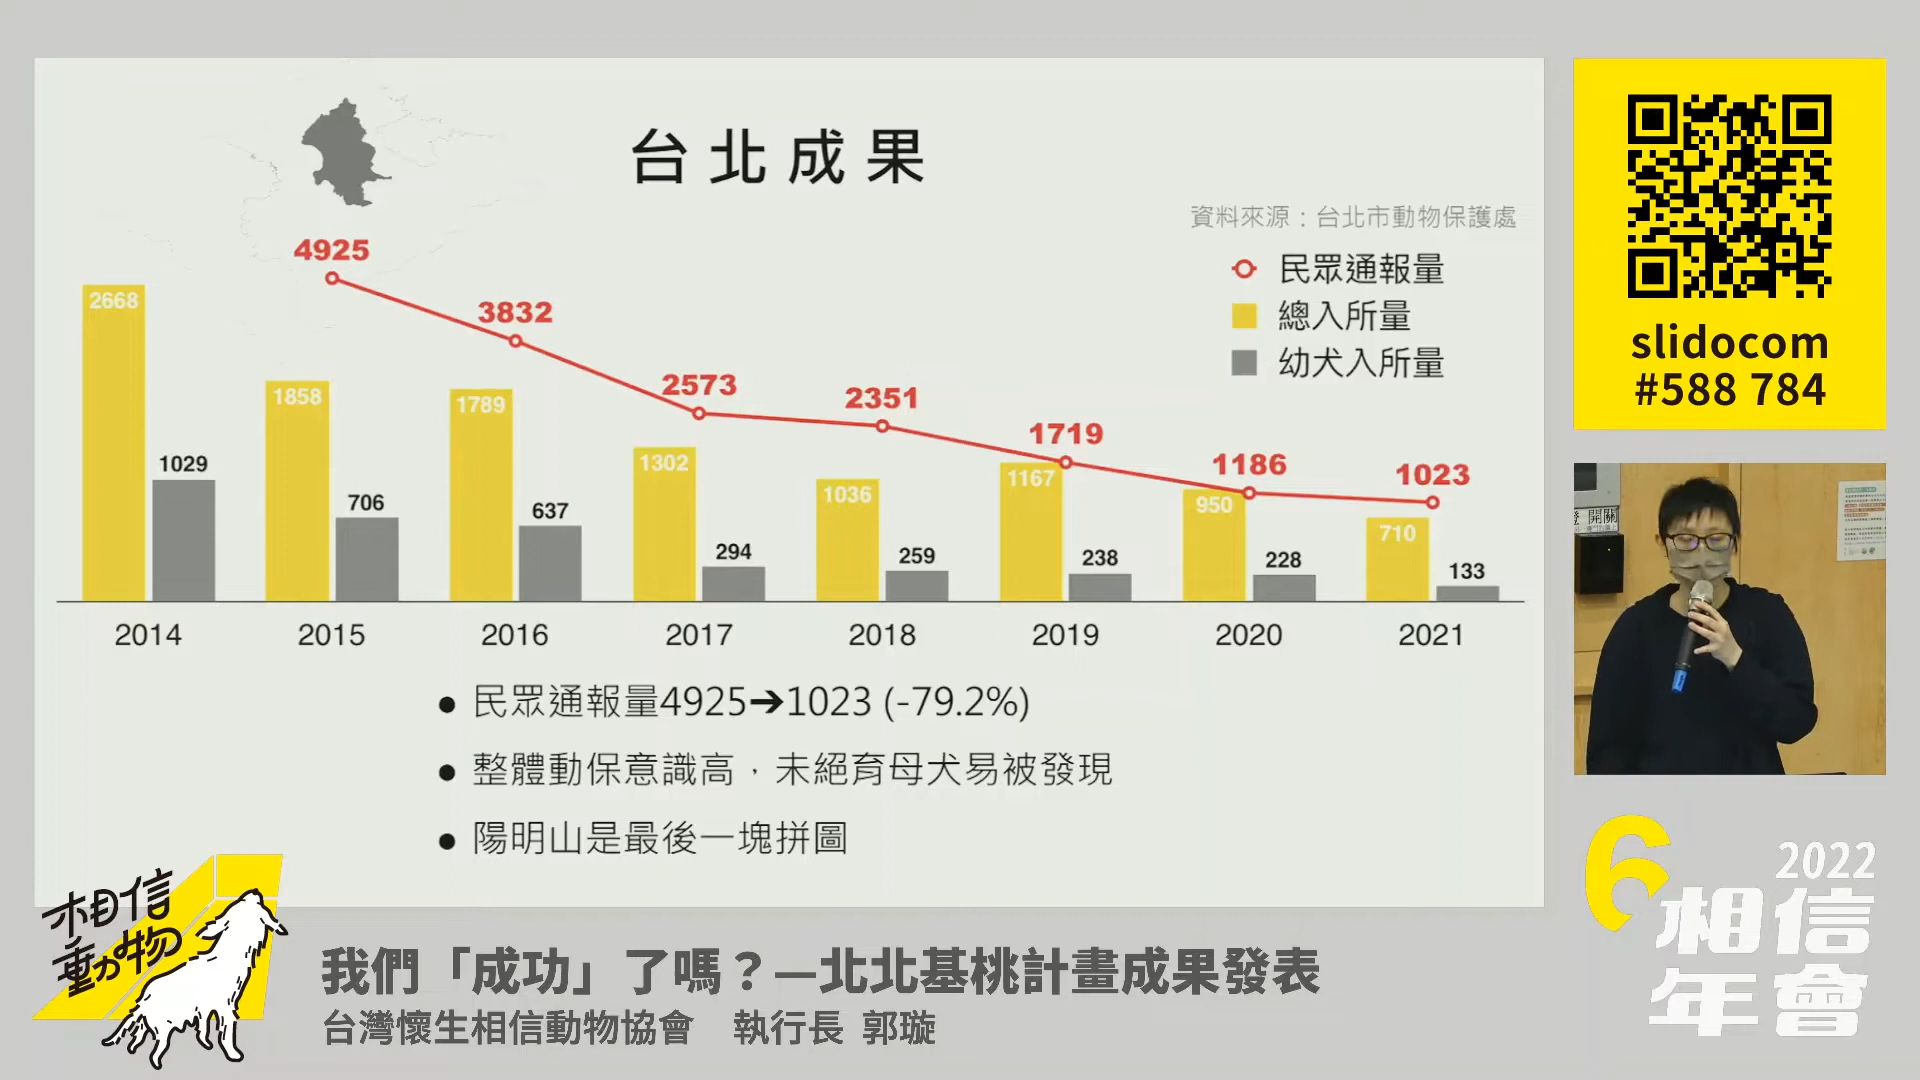 台北成果
資料來源：台北市動物保護處
民眾通報量
總入所量
幼犬入所量
4925
3832
2573
2351
1719
1186
1023
2668
1029
1858
706
1789
637
1302
294
1036
259
1167
238
950
228
710
133
2014
2015
2016
2017
2018
2019
2020
2021
● 民眾通報量4925➔1023 (-79.2%)
● 整體動保意識高，未絕育母犬易被發現
● 陽明山是最後一塊拼圖
slidocom
#588 784
開關
相信
動物
我們「成功」了嗎？—北北基桃計畫成果發表
台灣懷生相信動物協會 執行長 郭璇
6
2022
相信
年會